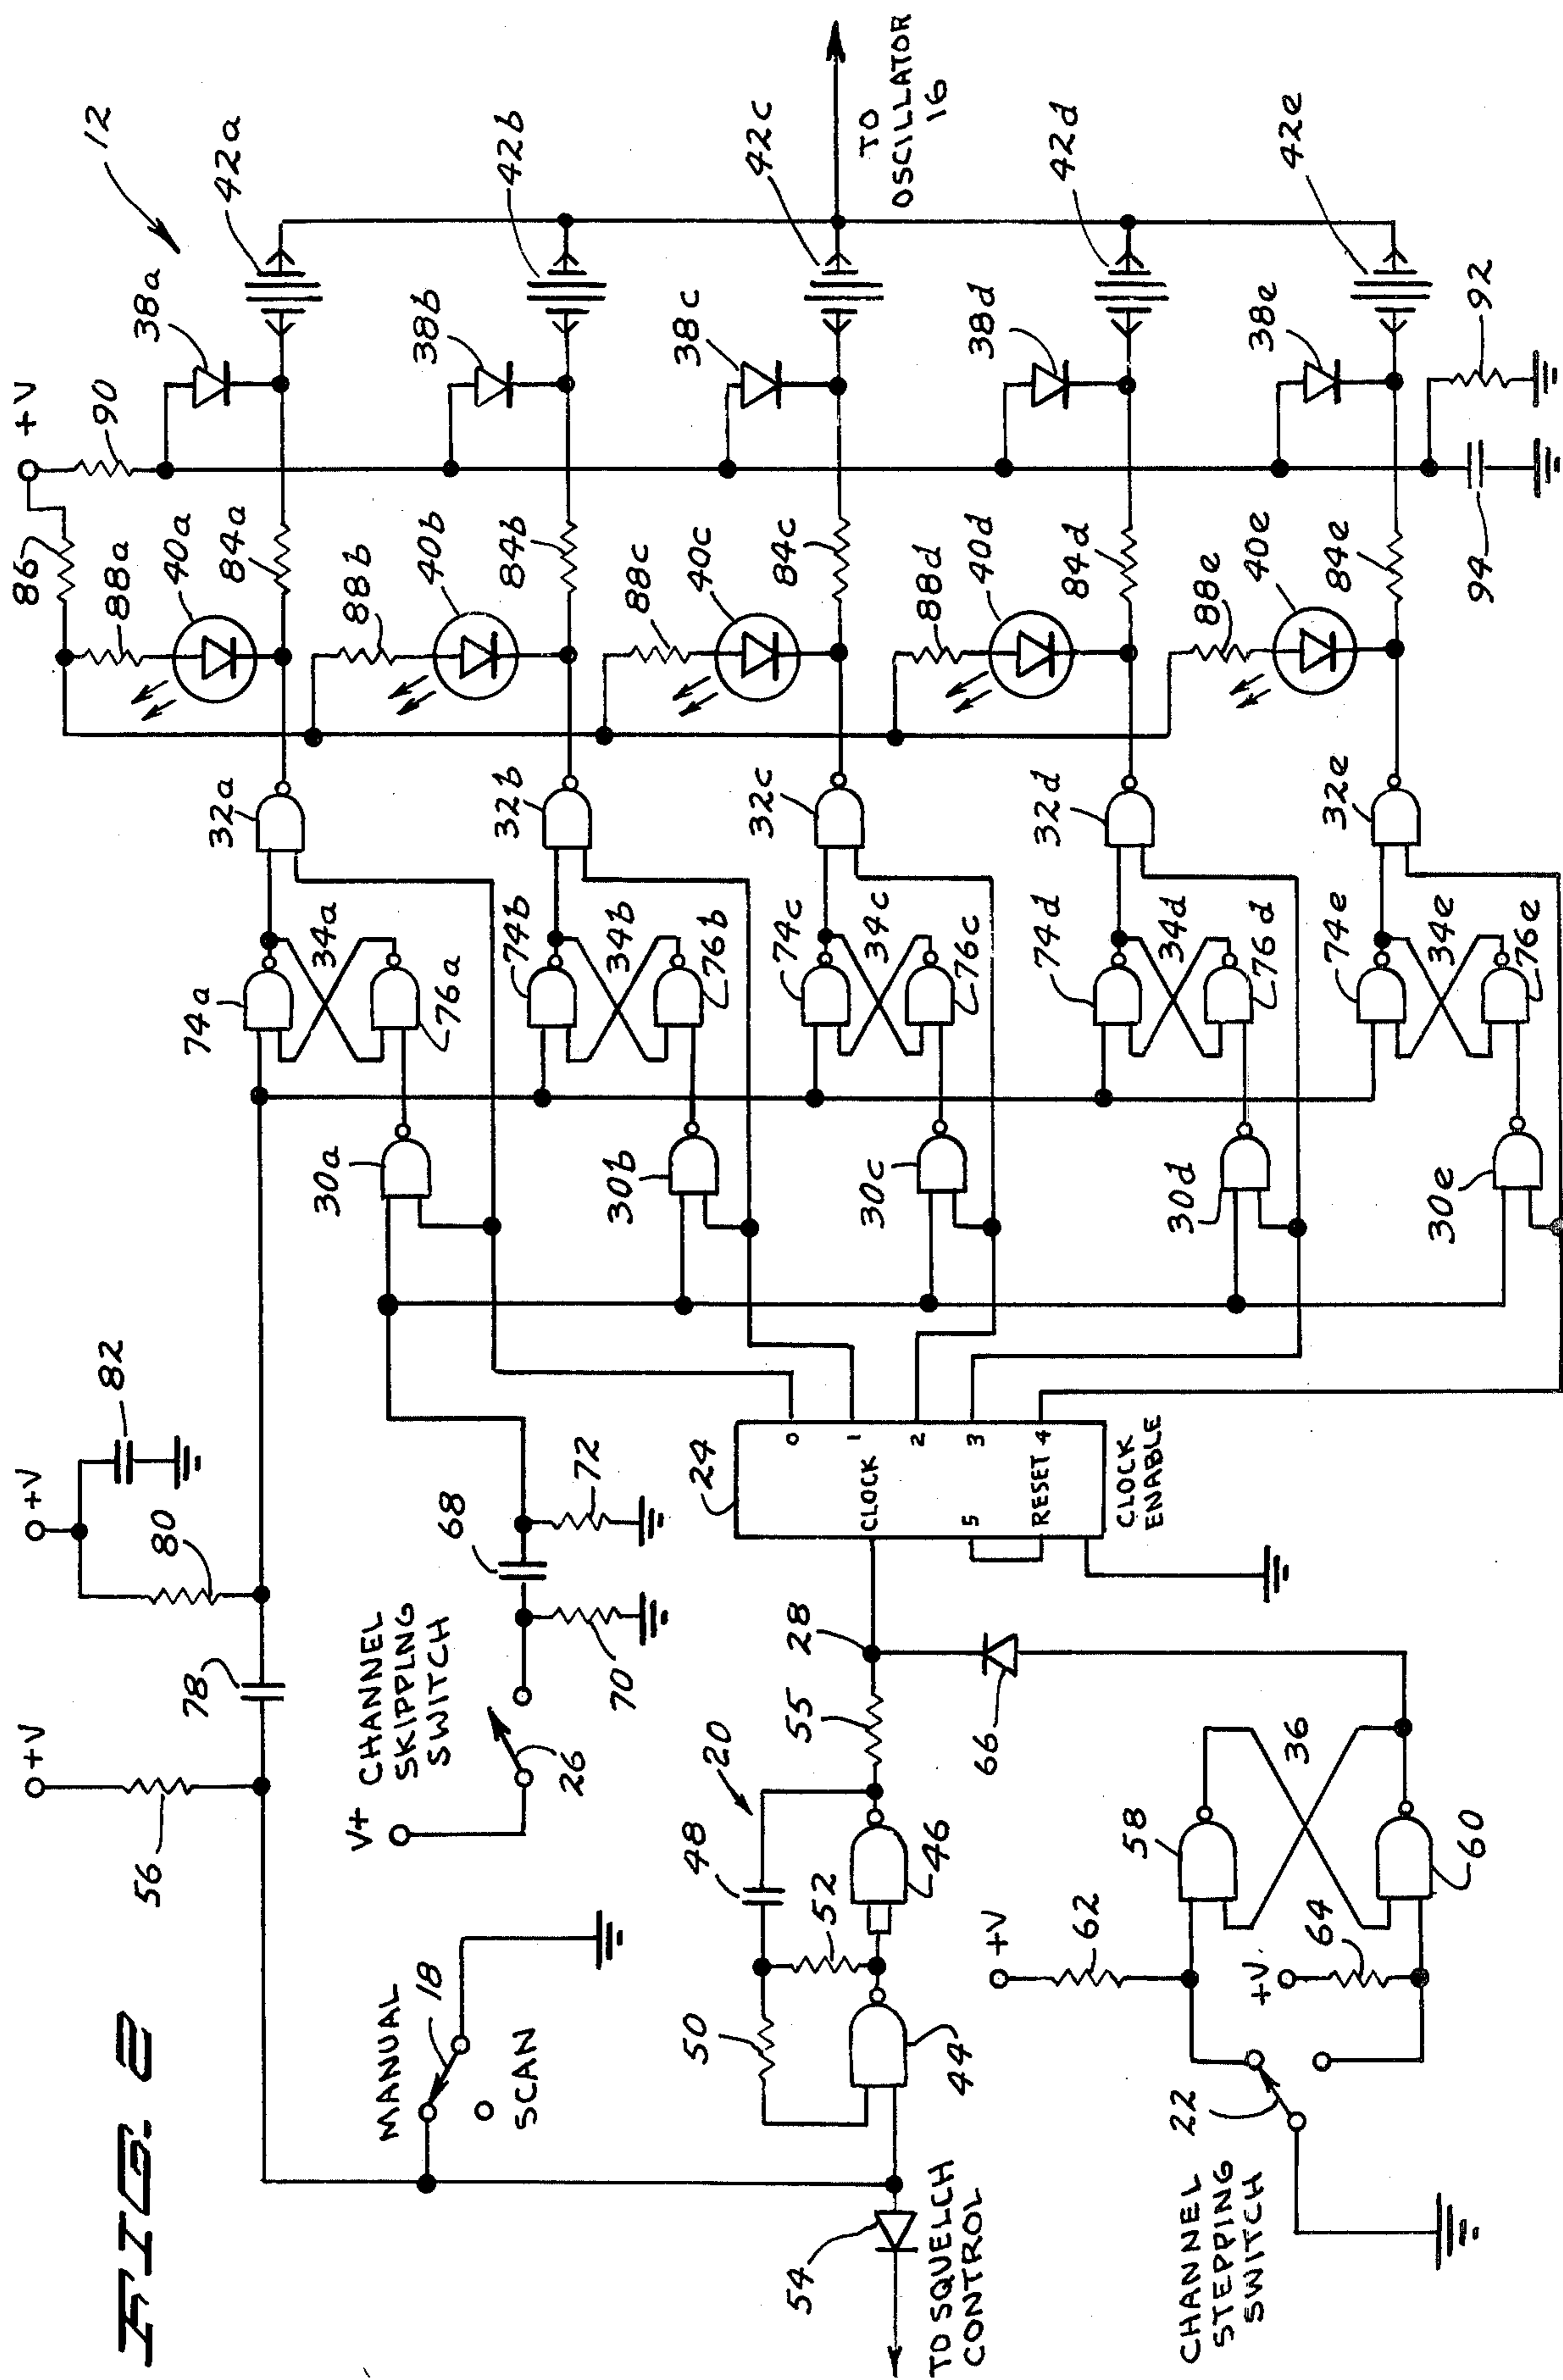 FIG. 2
12
+V
56
78
+V
80
82
MANUAL
18
SCAN
V+
CHANNEL
SKIPPING
SWITCH
26
68
70
72
20
48
50
52
44
46
55
28
54
TO SQUELCH
CONTROL
24
CLOCK
0
1
2
3
4
5
RESET
CLOCK
ENABLE
66
CHANNEL
STEPPING
SWITCH
22
+V
62
+V
64
58
36
60
30a
74a
34a
76a
32a
30b
74b
34b
76b
32b
30c
74c
34c
76c
32c
30d
74d
34d
76d
32d
30e
74e
34e
76e
32e
+V
86
90
88a
40a
84a
38a
42a
88b
40b
84b
38b
42b
88c
40c
84c
38c
42c
88d
40d
84d
38d
42d
88e
40e
84e
38e
42e
94
92
TO
OSCILLATOR
16